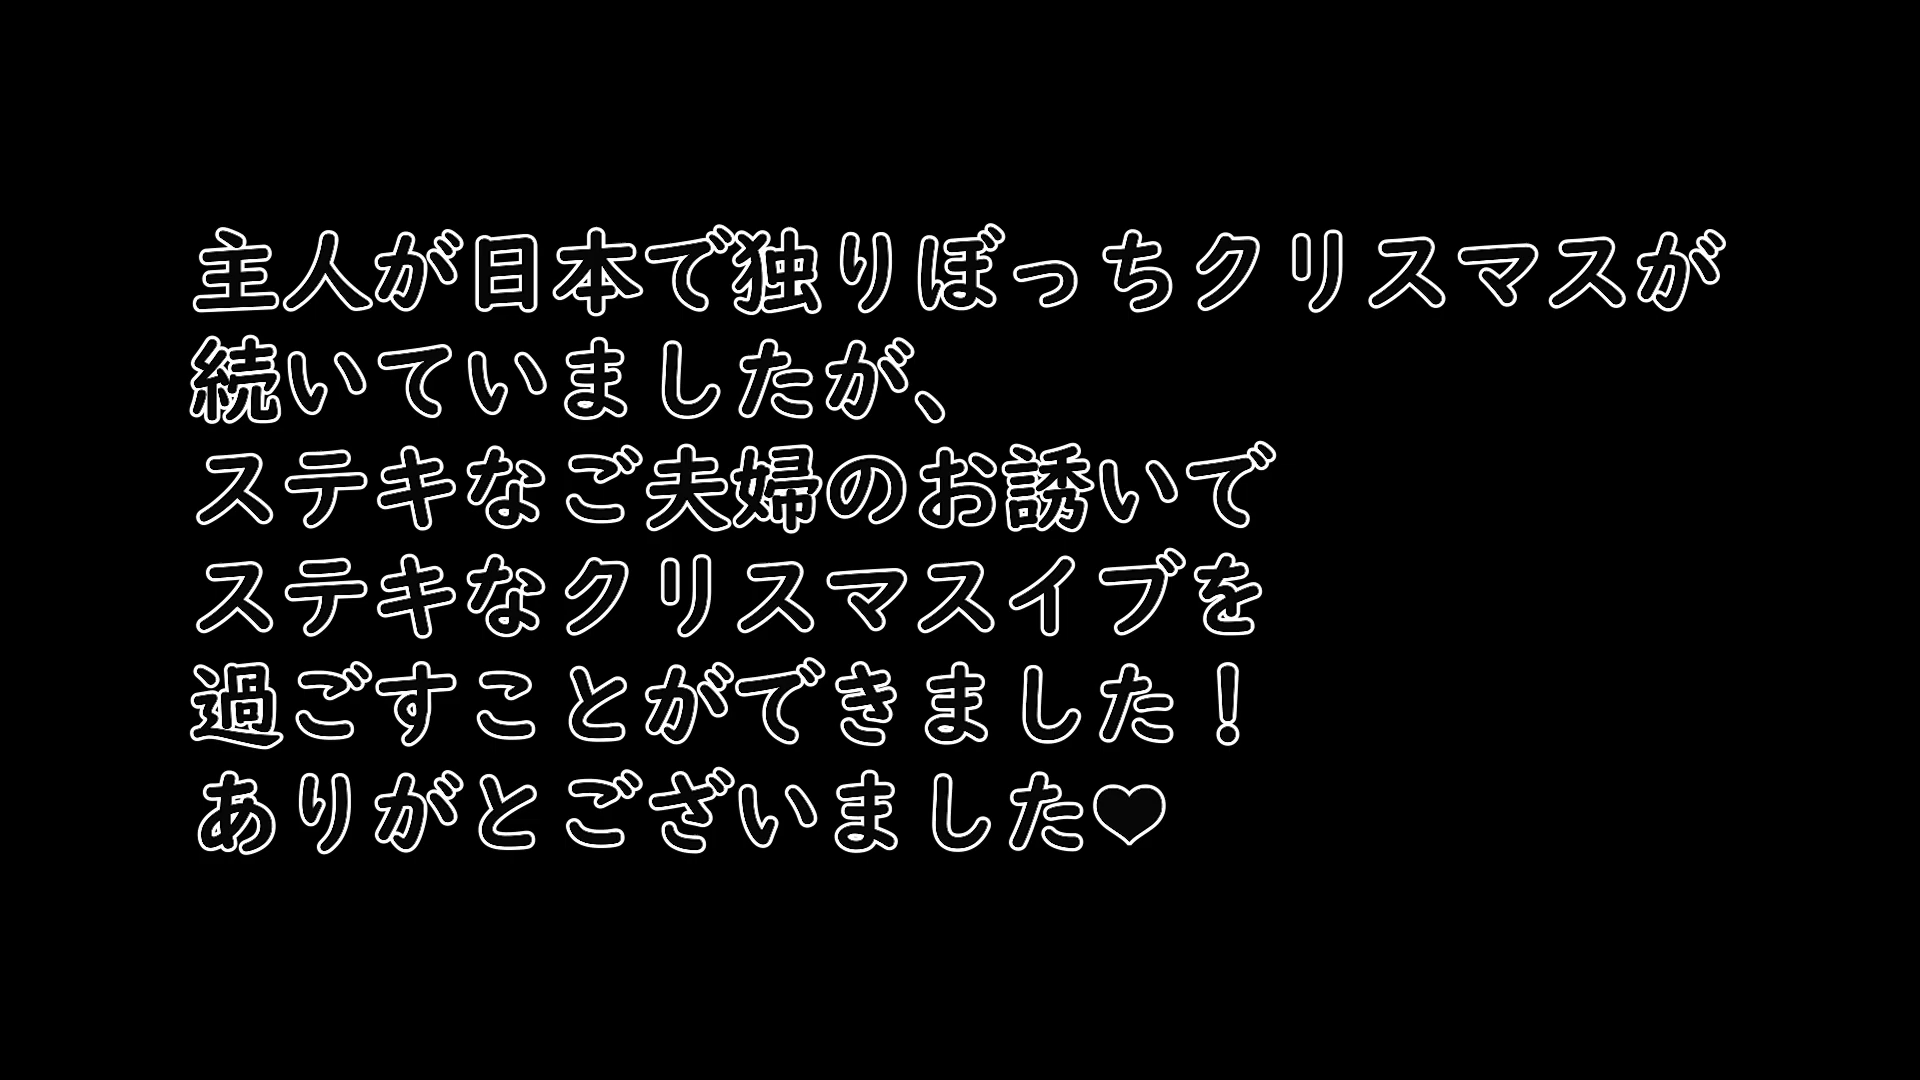 主人が日本で独りぼっちクリスマスが
続いていましたが、
ステキなご夫婦のお誘いで
ステキなクリスマスイブを
過ごすことができました！
ありがとございました♥